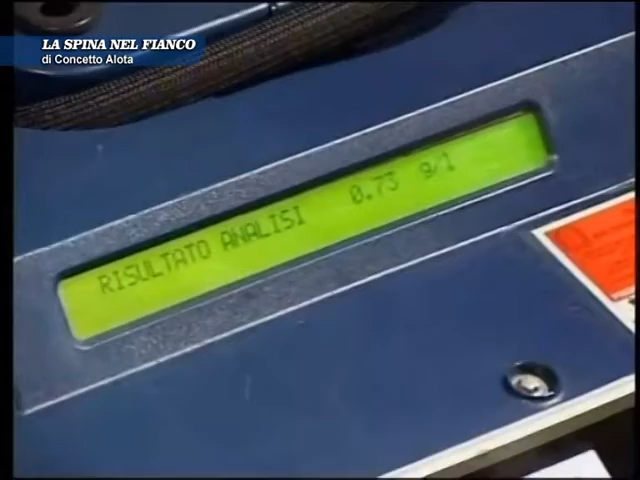 LA SPINA NEL FIANCO
di Concetto Alota
RISULTATO ANALISI 0.73 g/l